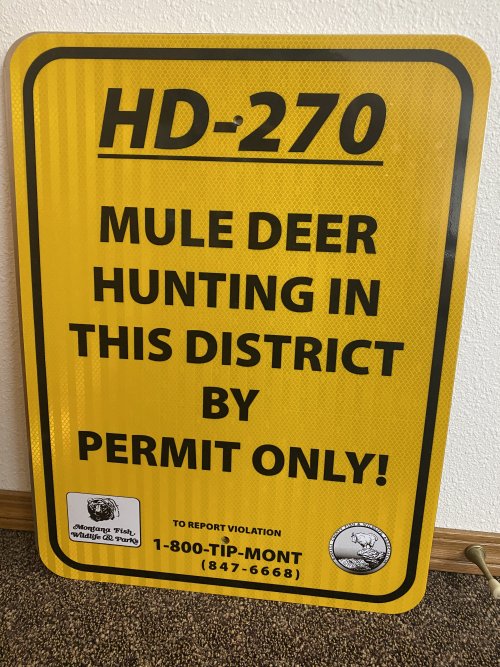 HD-270
MULE DEER
HUNTING IN
THIS DISTRICT
BY
PERMIT ONLY!
Montana Fish,
Wildlife & Parks
TO REPORT VIOLATION
1-800-TIP-MONT
(847-6668)